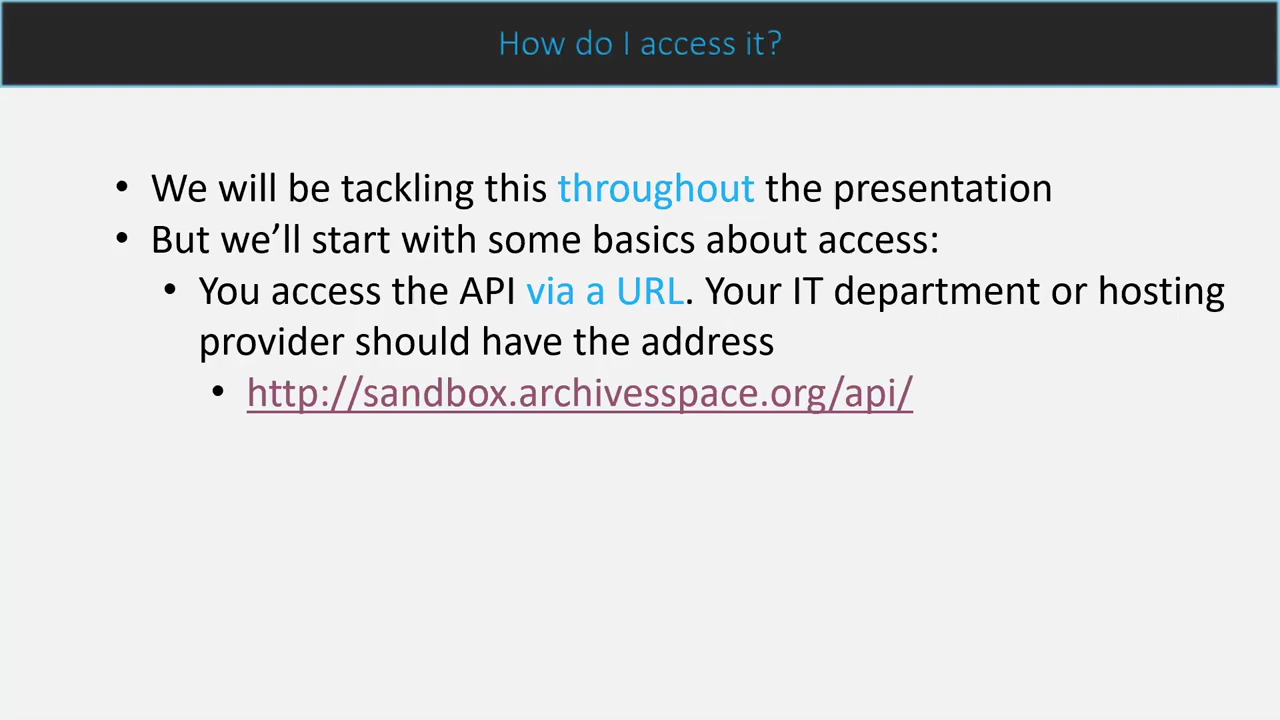 How do I access it?
• We will be tackling this throughout the presentation
• But we’ll start with some basics about access:
• You access the API via a URL. Your IT department or hosting
provider should have the address
• http://sandbox.archivesspace.org/api/